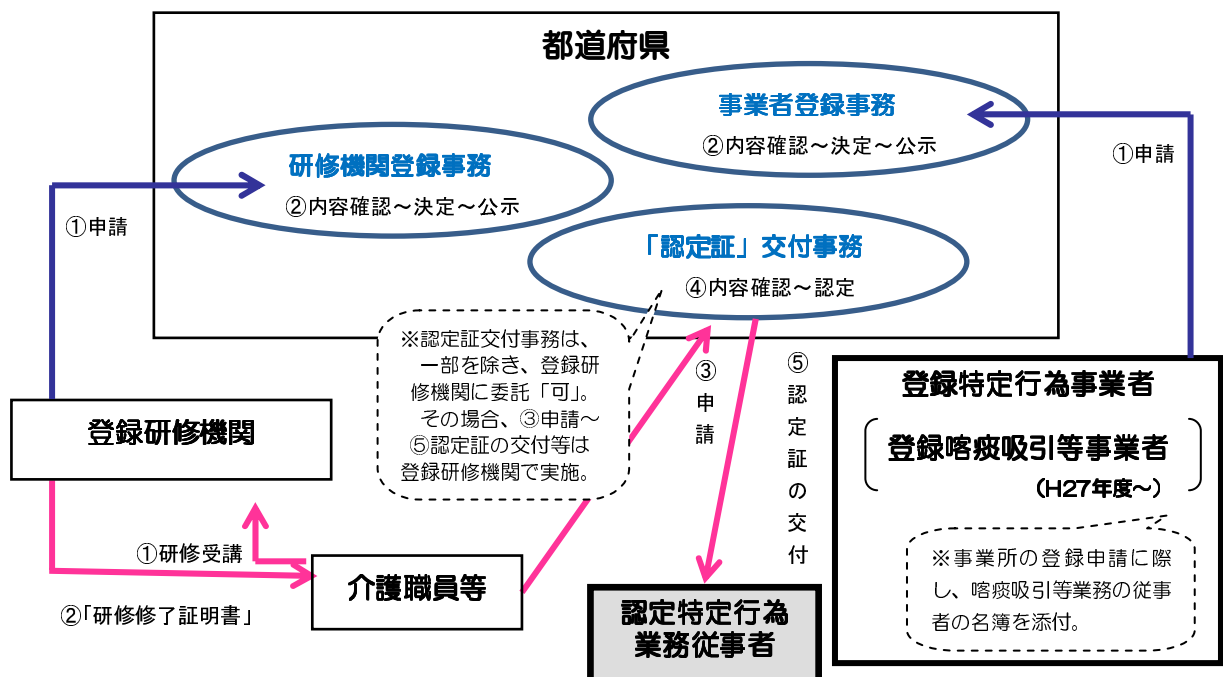 都道府県
事業者登録事務
②内容確認～決定～公示
①申請
研修機関登録事務
②内容確認～決定～公示
①申請
「認定証」交付事務
④内容確認～認定
※認定証交付事務は、
一部を除き、登録研
修機関に委託「可」。
その場合、③申請～
⑤認定証の交付等は
登録研修機関で実施。
③申請
⑤認定証の交付
登録研修機関
①研修受講
②「研修修了証明書」
介護職員等
認定特定行為
業務従事者
登録特定行為事業者
登録喀痰吸引等事業者
（H27年度～）
※事業所の登録申請に際
し、喀痰吸引等業務の従事
者の名簿を添付。